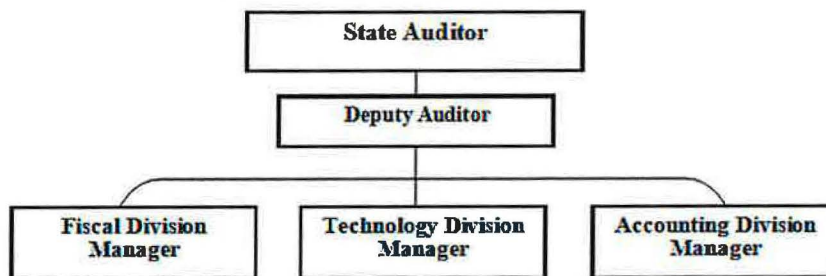 State Auditor
Deputy Auditor
Fiscal Division
Manager
Technology Division
Manager
Accounting Division
Manager